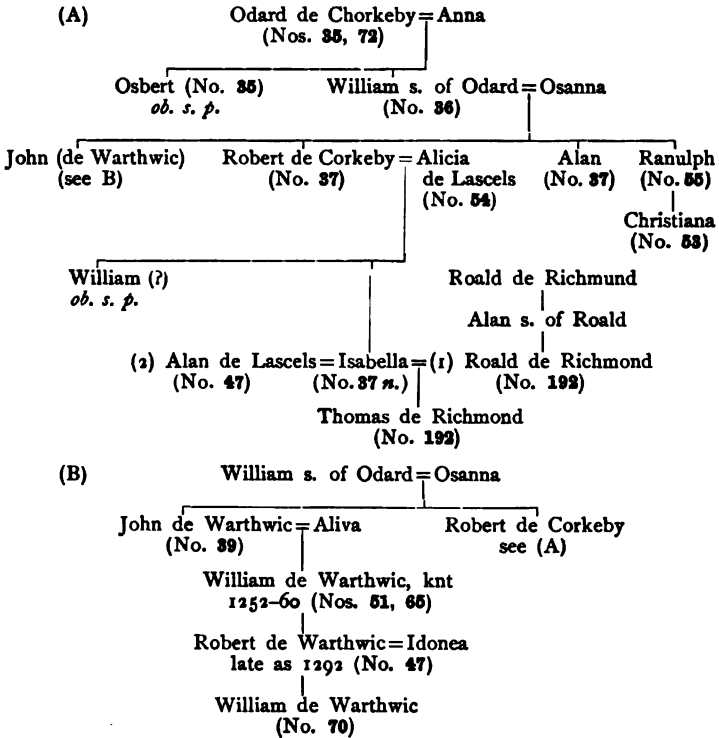 (A) Odard de Chorkeby = Anna
(Nos. 35, 72)
Osbert (No. 35) William s. of Odard = Osanna
ob. s. p. (No. 36)
John (de Warthwic) Robert de Corkeby = Alicia Alan Ranulph
(see B) (No. 37) de Lascels (No. 37) (No. 55)
(No. 54) Christiana
(No. 53)
William (?) Roald de Richmund
ob. s. p.
Alan s. of Roald
(2) Alan de Lascels = Isabella = (1) Roald de Richmond
(No. 47) (No. 37 n.) (No. 192)
Thomas de Richmond
(No. 192)
(B) William s. of Odard = Osanna
John de Warthwic = Aliva Robert de Corkeby
(No. 39) see (A)
William de Warthwic, knt
1252–60 (Nos. 51, 65)
Robert de Warthwic = Idonea
late as 1292 (No. 47)
William de Warthwic
(No. 70)